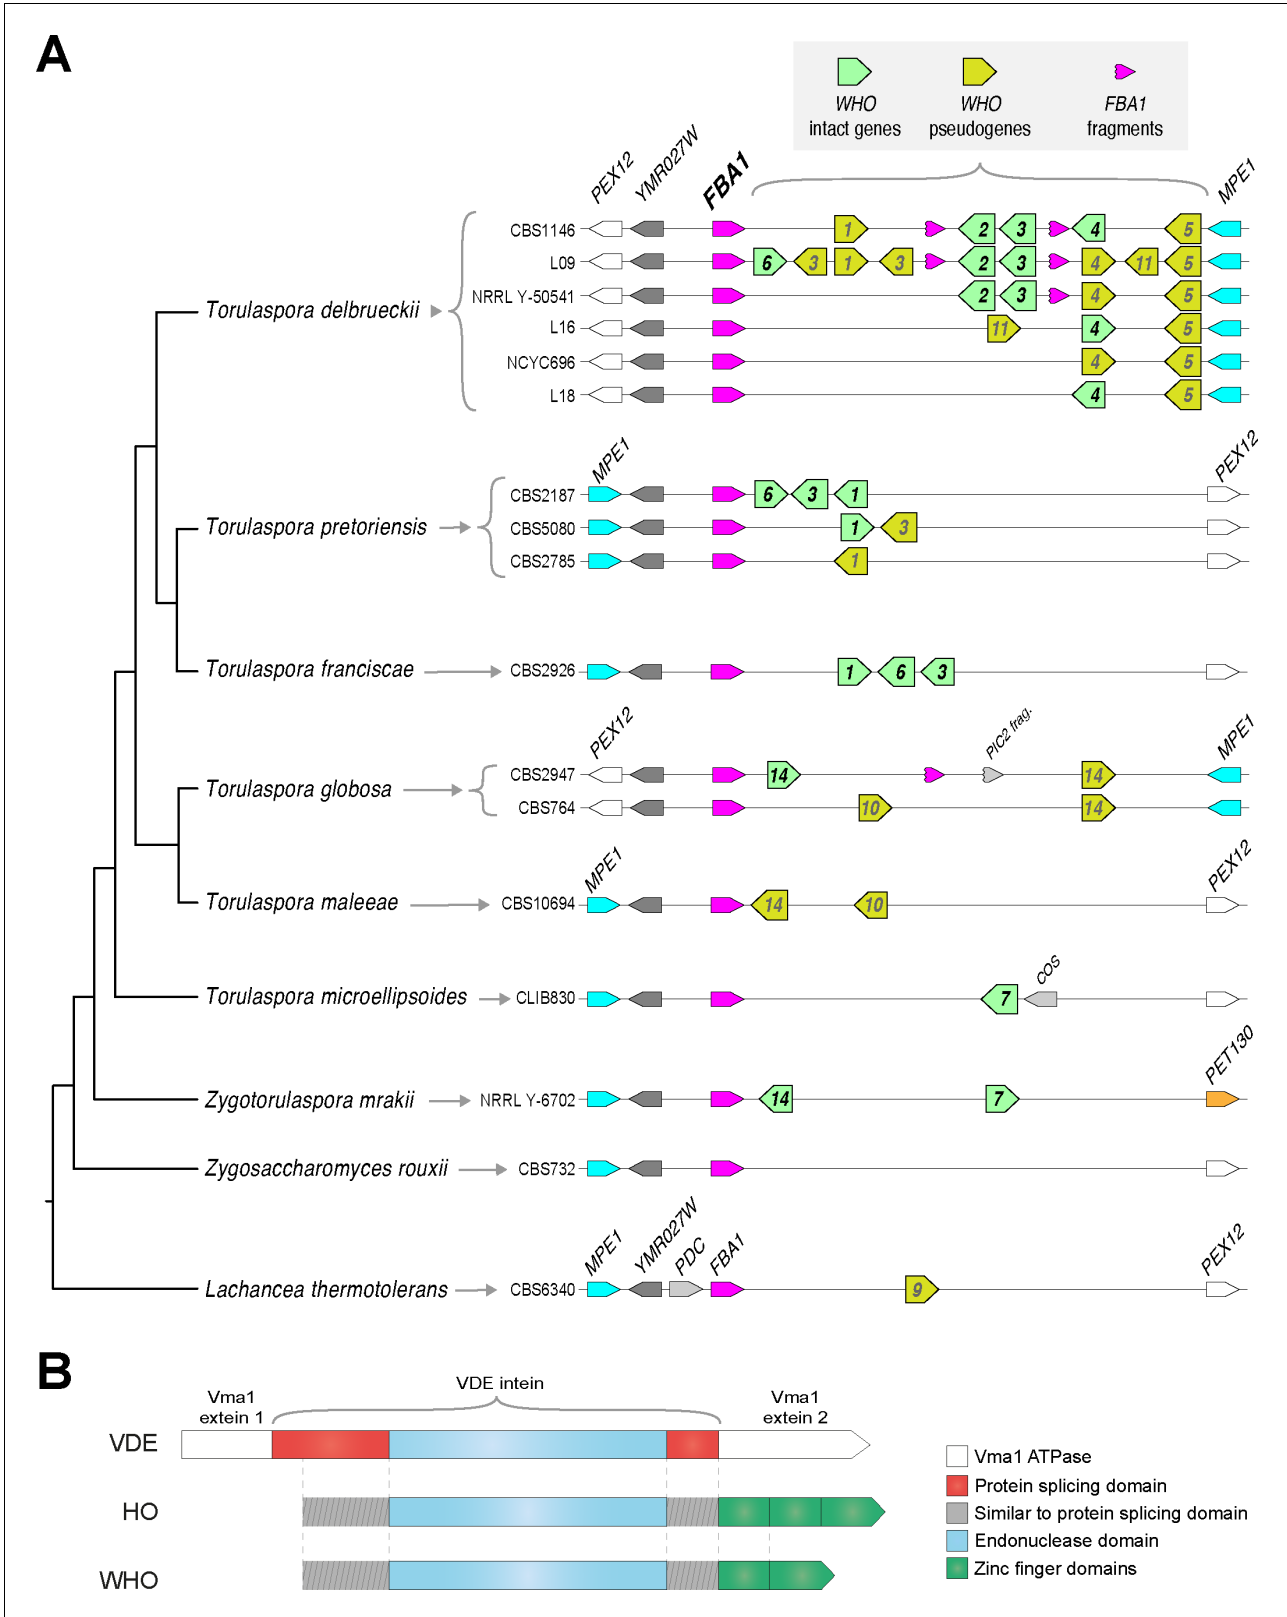 A
WHO
intact genes
WHO
pseudogenes
FBA1
fragments
PEX12
YMR027W
FBA1
MPE1
CBS1146
1
2
3
4
5
L09
6
3
1
3
2
3
4
11
5
Torulaspora delbrueckii
NRRL Y-50541
2
3
4
5
L16
11
4
5
NCYC696
4
5
L18
4
5
MPE1
PEX12
CBS2187
6
3
1
Torulaspora pretoriensis
CBS5080
1
3
CBS2785
1
Torulaspora franciscae
CBS2926
1
6
3
PEX12
PIC2 frag.
MPE1
CBS2947
14
14
Torulaspora globosa
CBS764
10
14
MPE1
PEX12
Torulaspora maleeae
CBS10694
14
10
COS
Torulaspora microellipsoides
CLIB830
7
PET130
Zygotorulaspora mrakii
NRRL Y-6702
14
7
Zygosaccharomyces rouxii
CBS732
MPE1
YMR027W
PDC
FBA1
PEX12
Lachancea thermotolerans
CBS6340
9
B
Vma1
extein 1
VDE intein
Vma1
extein 2
VDE
HO
WHO
Vma1 ATPase
Protein splicing domain
Similar to protein splicing domain
Endonuclease domain
Zinc finger domains